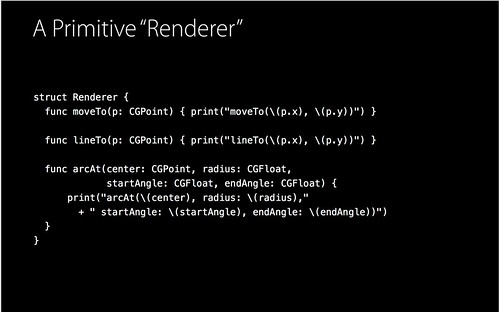 A Primitive “Renderer”
struct Renderer {
  func moveTo(p: CGPoint) { print("moveTo(\(p.x), \(p.y))") }
  func lineTo(p: CGPoint) { print("lineTo(\(p.x), \(p.y))") }
  func arcAt(center: CGPoint, radius: CGFloat,
             startAngle: CGFloat, endAngle: CGFloat) {
      print("arcAt(\(center), radius: \(radius),"
        + " startAngle: \(startAngle), endAngle: \(endAngle))")
  }
}